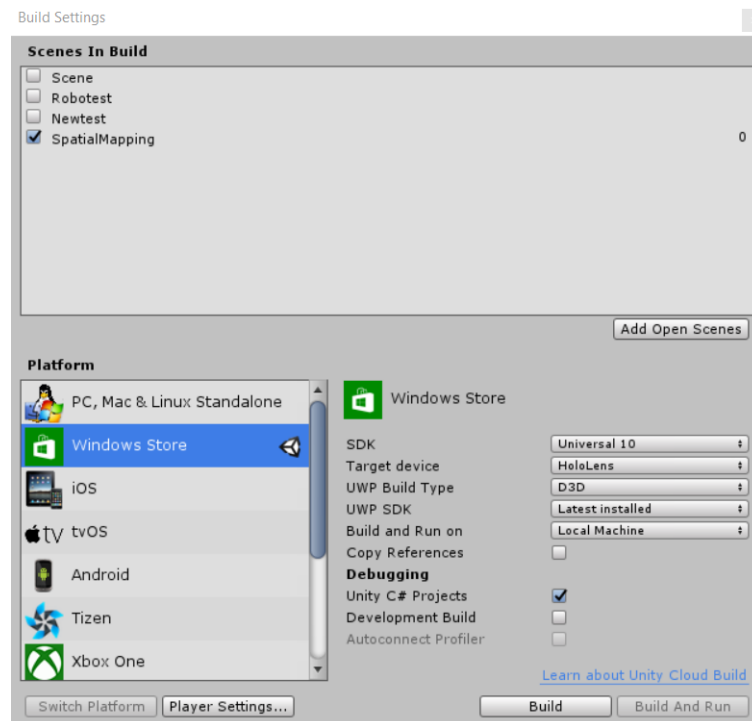 Build Settings
Scenes In Build
Scene
Robotest
Newtest
SpatialMapping 0
Add Open Scenes
Platform
PC, Mac & Linux Standalone
Windows Store
iOS
tv tvOS
Android
Tizen
Xbox One
Windows Store
SDK Universal 10
Target device HoloLens
UWP Build Type D3D
UWP SDK Latest installed
Build and Run on Local Machine
Copy References
Debugging
Unity C# Projects
Development Build
Autoconnect Profiler
Learn about Unity Cloud Build
Switch Platform Player Settings... Build Build And Run